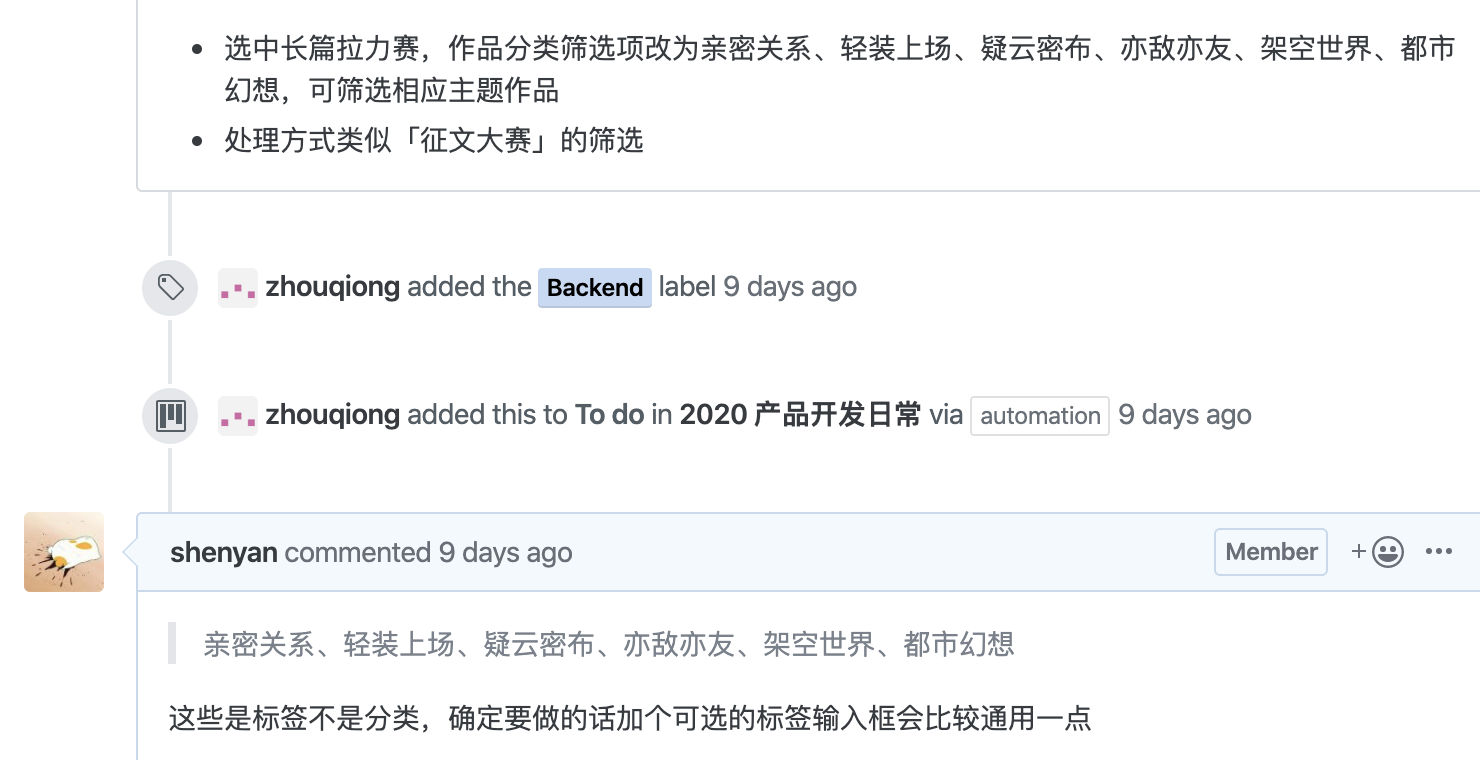 选中长篇拉力赛，作品分类筛选项改为亲密关系、轻装上场、疑云密布、亦敌亦友、架空世界、都市
幻想，可筛选相应主题作品
处理方式类似「征文大赛」的筛选
zhouqiong added the Backend label 9 days ago
zhouqiong added this to To do in 2020 产品开发日常 via automation 9 days ago
shenyan commented 9 days ago Member
亲密关系、轻装上场、疑云密布、亦敌亦友、架空世界、都市幻想
这些是标签不是分类，确定要做的话加个可选的标签输入框会比较通用一点